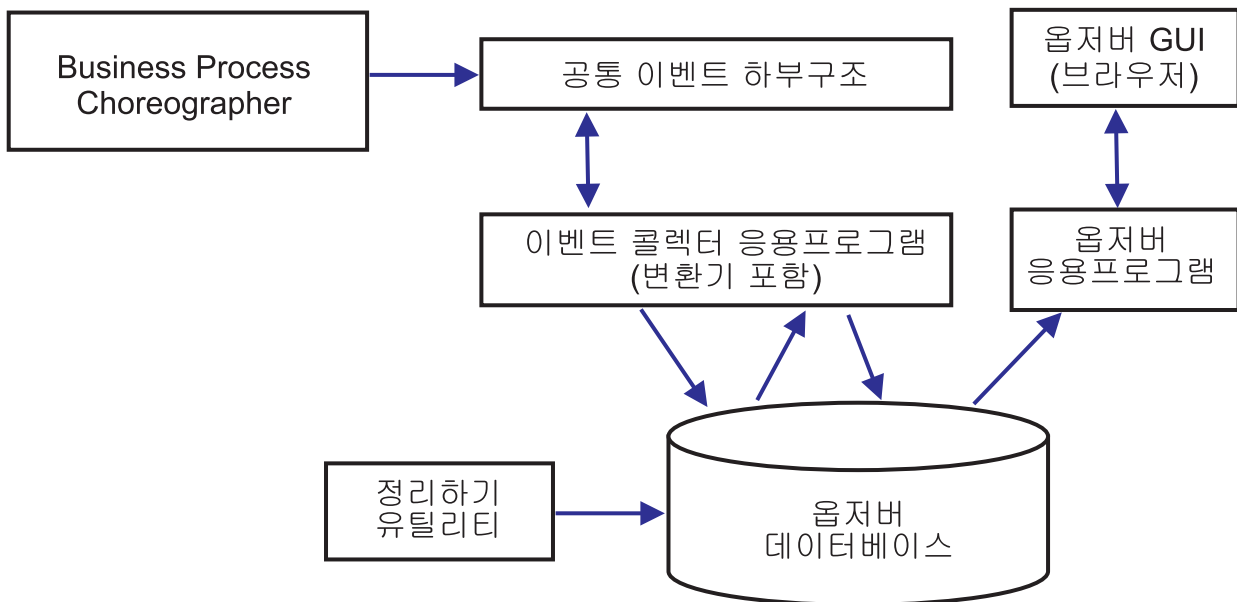 Business Process
Choreographer
공통 이벤트 하부구조
옵저버 GUI
(브라우저)
이벤트 콜렉터 응용프로그램
(변환기 포함)
옵저버
응용프로그램
정리하기
유틸리티
옵저버
데이터베이스